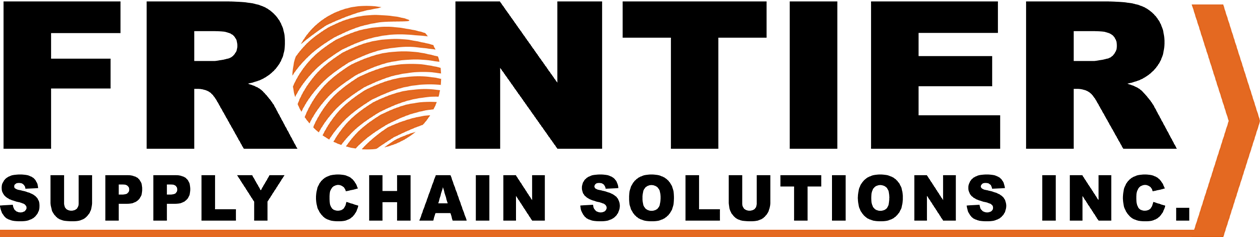 FRONTIER
SUPPLY CHAIN SOLUTIONS INC.